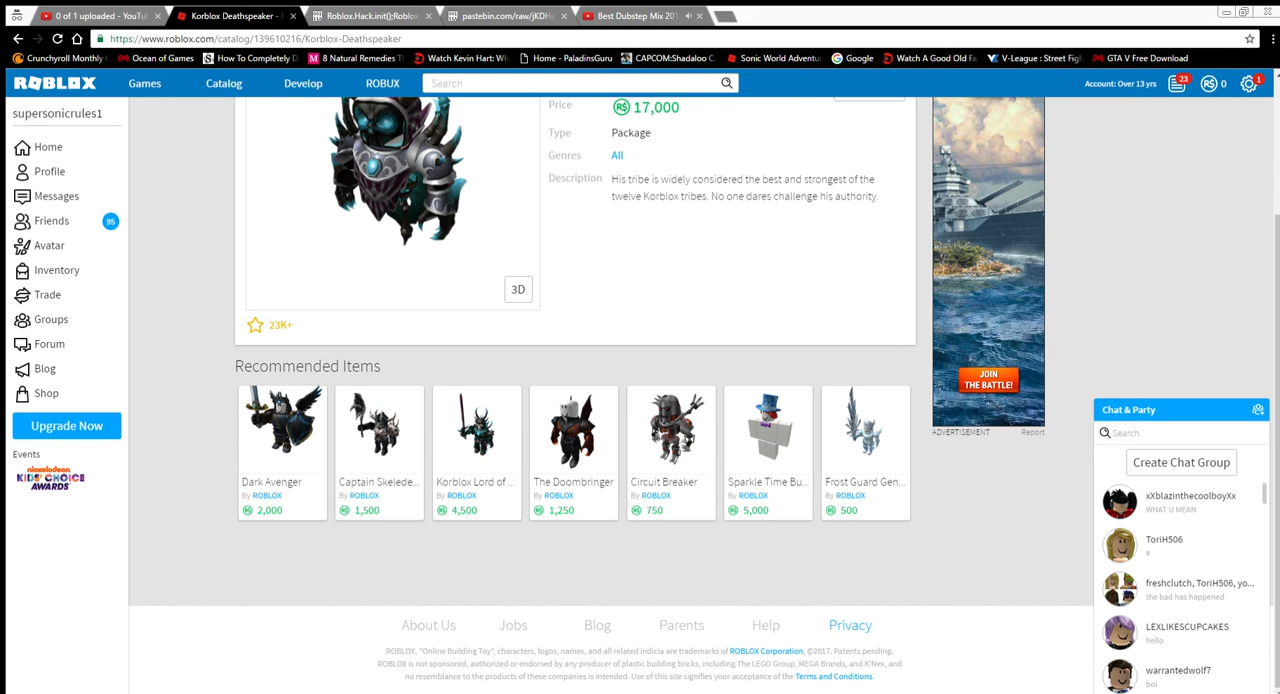 0 of 1 uploaded - YouTu
Korblox Deathspeaker -
Roblox.Hack.init();Roblox
pastebin.com/raw/jKDHa
Best Dubstep Mix 201
https://www.roblox.com/catalog/139610216/Korblox-Deathspeaker
Crunchyroll Monthly
Ocean of Games
How To Completely D
8 Natural Remedies T
Watch Kevin Hart: Wh
Home - PaladinsGuru
CAPCOM:Shadaloo C
Sonic World Adventu
Google
Watch A Good Old Fa
V-League : Street Figh
GTA V Free Download
ROBLOX
Games
Catalog
Develop
ROBUX
Search
Account: Over 13 yrs
23
0
1
supersonicrules1
Home
Profile
Messages
Friends
95
Avatar
Inventory
Trade
Groups
Forum
Blog
Shop
Upgrade Now
Events
nickelodeon
KIDS' CHOICE
AWARDS
Price
R$ 17,000
Type
Package
Genres
All
Description
His tribe is widely considered the best and strongest of the
twelve Korblox tribes. No one dares challenge his authority.
3D
23K+
Recommended Items
Dark Avenger
By ROBLOX
2,000
Captain Skelede...
By ROBLOX
1,500
Korblox Lord of ...
By ROBLOX
4,500
The Doombringer
By ROBLOX
1,250
Circuit Breaker
By ROBLOX
750
Sparkle Time Bu...
By ROBLOX
5,000
Frost Guard Gen...
By ROBLOX
500
JOIN
THE BATTLE!
ADVERTISEMENT
Report
Chat & Party
Search
Create Chat Group
xXblazinthecoolboyXx
WHAT U MEAN
ToriH506
freshclutch, ToriH506, yo...
the bad has happened
LEXLIKESCUPCAKES
hello
warrantedwolf7
boi
About Us
Jobs
Blog
Parents
Help
Privacy
ROBLOX, "Online Building Toy", characters, logos, names, and all related indicia are trademarks of ROBLOX Corporation, ©2017. Patents pending.
ROBLOX is not sponsored, authorized or endorsed by any producer of plastic building bricks, including The LEGO Group, MEGA Brands, and K'Nex, and
no resemblance to the products of these companies is intended. Use of this site signifies your acceptance of the Terms and Conditions.